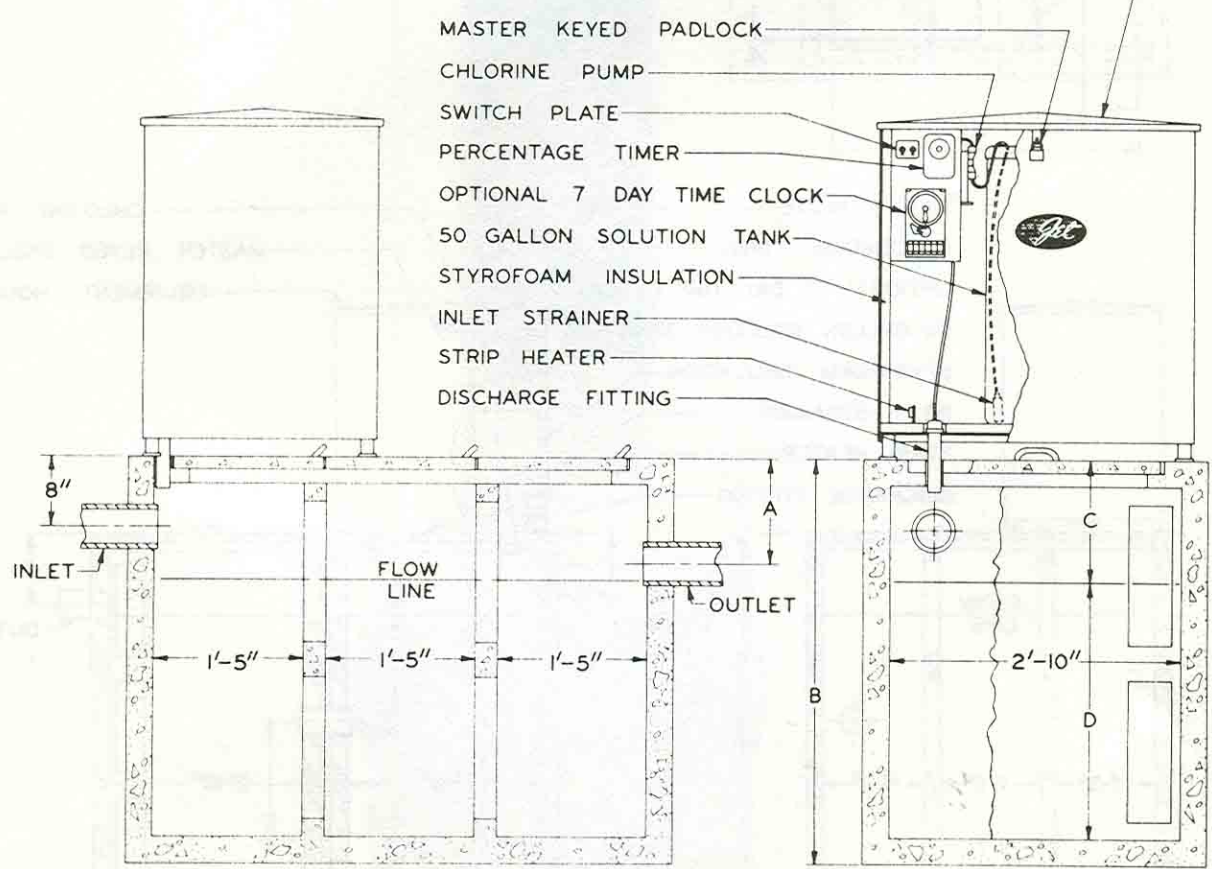 MASTER KEYED PADLOCK
CHLORINE PUMP
SWITCH PLATE
PERCENTAGE TIMER
OPTIONAL 7 DAY TIME CLOCK
50 GALLON SOLUTION TANK
STYROFOAM INSULATION
INLET STRAINER
STRIP HEATER
DISCHARGE FITTING
Jet
8"
INLET
FLOW
LINE
A
OUTLET
1'-5"
1'-5"
1'-5"
B
C
2'-10"
D